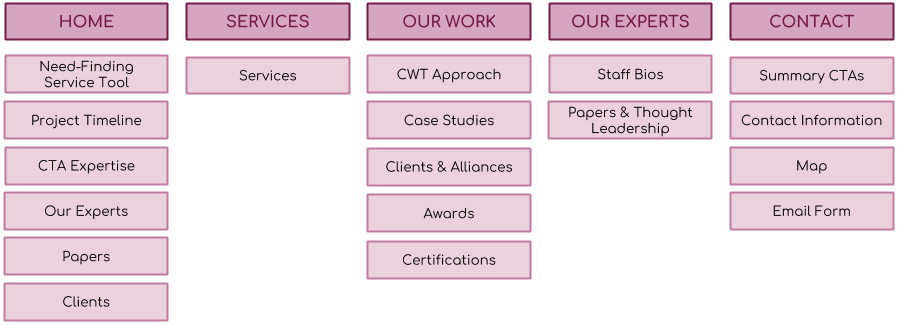 HOME
Need-Finding
Service Tool
Project Timeline
CTA Expertise
Our Experts
Papers
Clients
SERVICES
Services
OUR WORK
CWT Approach
Case Studies
Clients & Alliances
Awards
Certifications
OUR EXPERTS
Staff Bios
Papers & Thought
Leadership
CONTACT
Summary CTAs
Contact Information
Map
Email Form